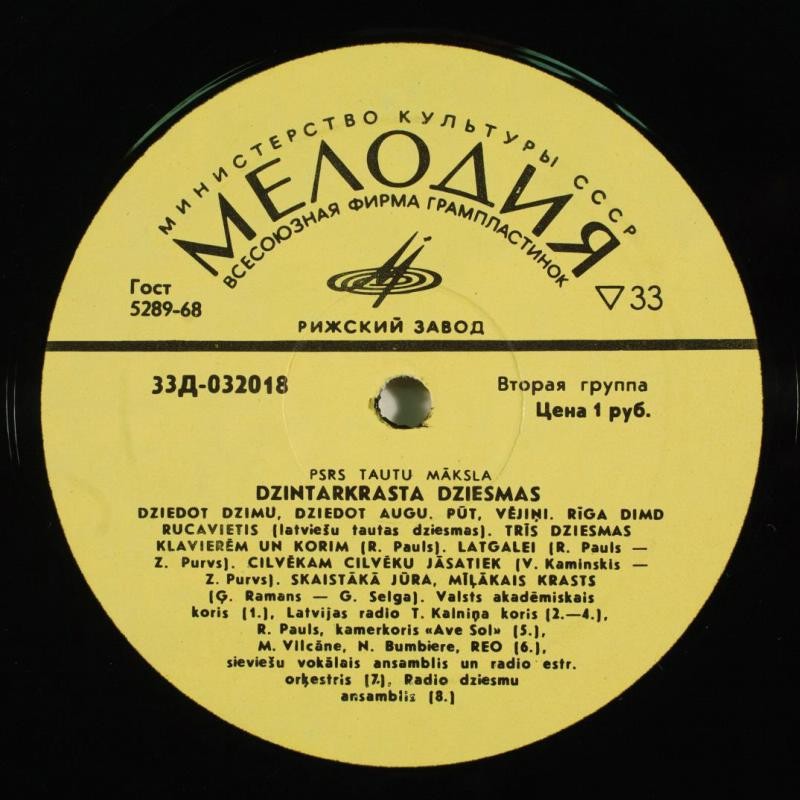 МИНИСТЕРСТВО КУЛЬТУРЫ СССР
МЕЛОДИЯ
ВСЕСОЮЗНАЯ ФИРМА ГРАМПЛАСТИНОК
Гост
5289-68
▽33
РИЖСКИЙ ЗАВОД
33Д-032018
Вторая группа
Цена 1 руб.
PSRS TAUTU MĀKSLA
DZINTARKRASTA DZIESMAS
DZIEDOT DZIMU, DZIEDOT AUGU. PŪT, VĒJIŅI. RĪGA DIMD
RUCAVIETIS (latviešu tautas dziesmas). TRĪS DZIESMAS
KLAVIERĒM UN KORIM (R. Pauls). LATGALEI (R. Pauls —
Z. Purvs). CILVĒKAM CILVĒKU JĀSATIEK (V. Kaminskis —
Z. Purvs). SKAISTĀKĀ JŪRA, MĪĻĀKAIS KRASTS
(Ģ. Ramans — G. Selga). Valsts akadēmiskais
koris (1.), Latvijas radio T. Kalniņa koris (2.—4.),
R. Pauls, kamerkoris «Ave Sol» (5.),
M. Vilcāne, N. Bumbiere, REO (6.),
sieviešu vokālais ansamblis un radio estr.
orķestris (7.), Radio dziesmu
ansamblis (8.)